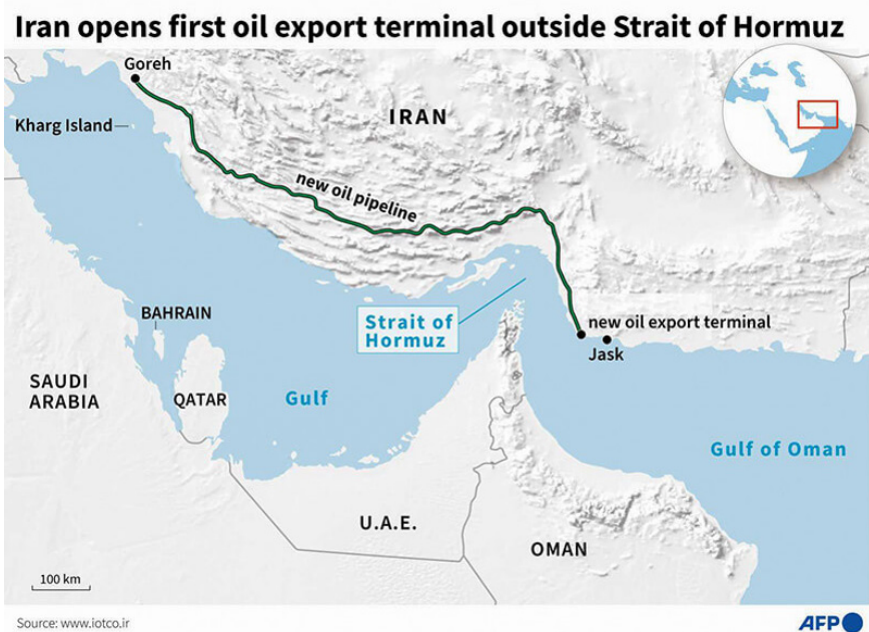 Iran opens first oil export terminal outside Strait of Hormuz
Goreh
Kharg Island
IRAN
new oil pipeline
BAHRAIN
Strait of
Hormuz
new oil export terminal
Jask
SAUDI
ARABIA
QATAR
Gulf
Gulf of Oman
U.A.E.
OMAN
100 km
Source: www.iotco.ir
AFP